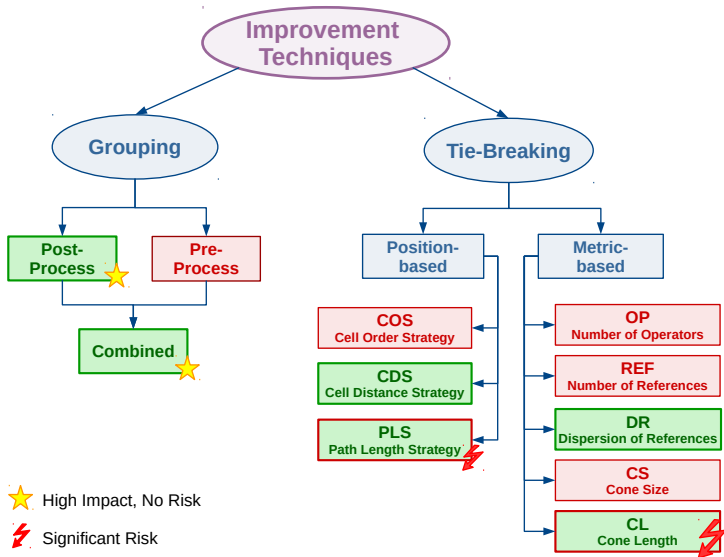 Improvement
Techniques
Grouping
Tie-Breaking
Post-
Process
Pre-
Process
Combined
Position-
based
Metric-
based
COS
Cell Order Strategy
CDS
Cell Distance Strategy
PLS
Path Length Strategy
OP
Number of Operators
REF
Number of References
DR
Dispersion of References
CS
Cone Size
CL
Cone Length
High Impact, No Risk
Significant Risk